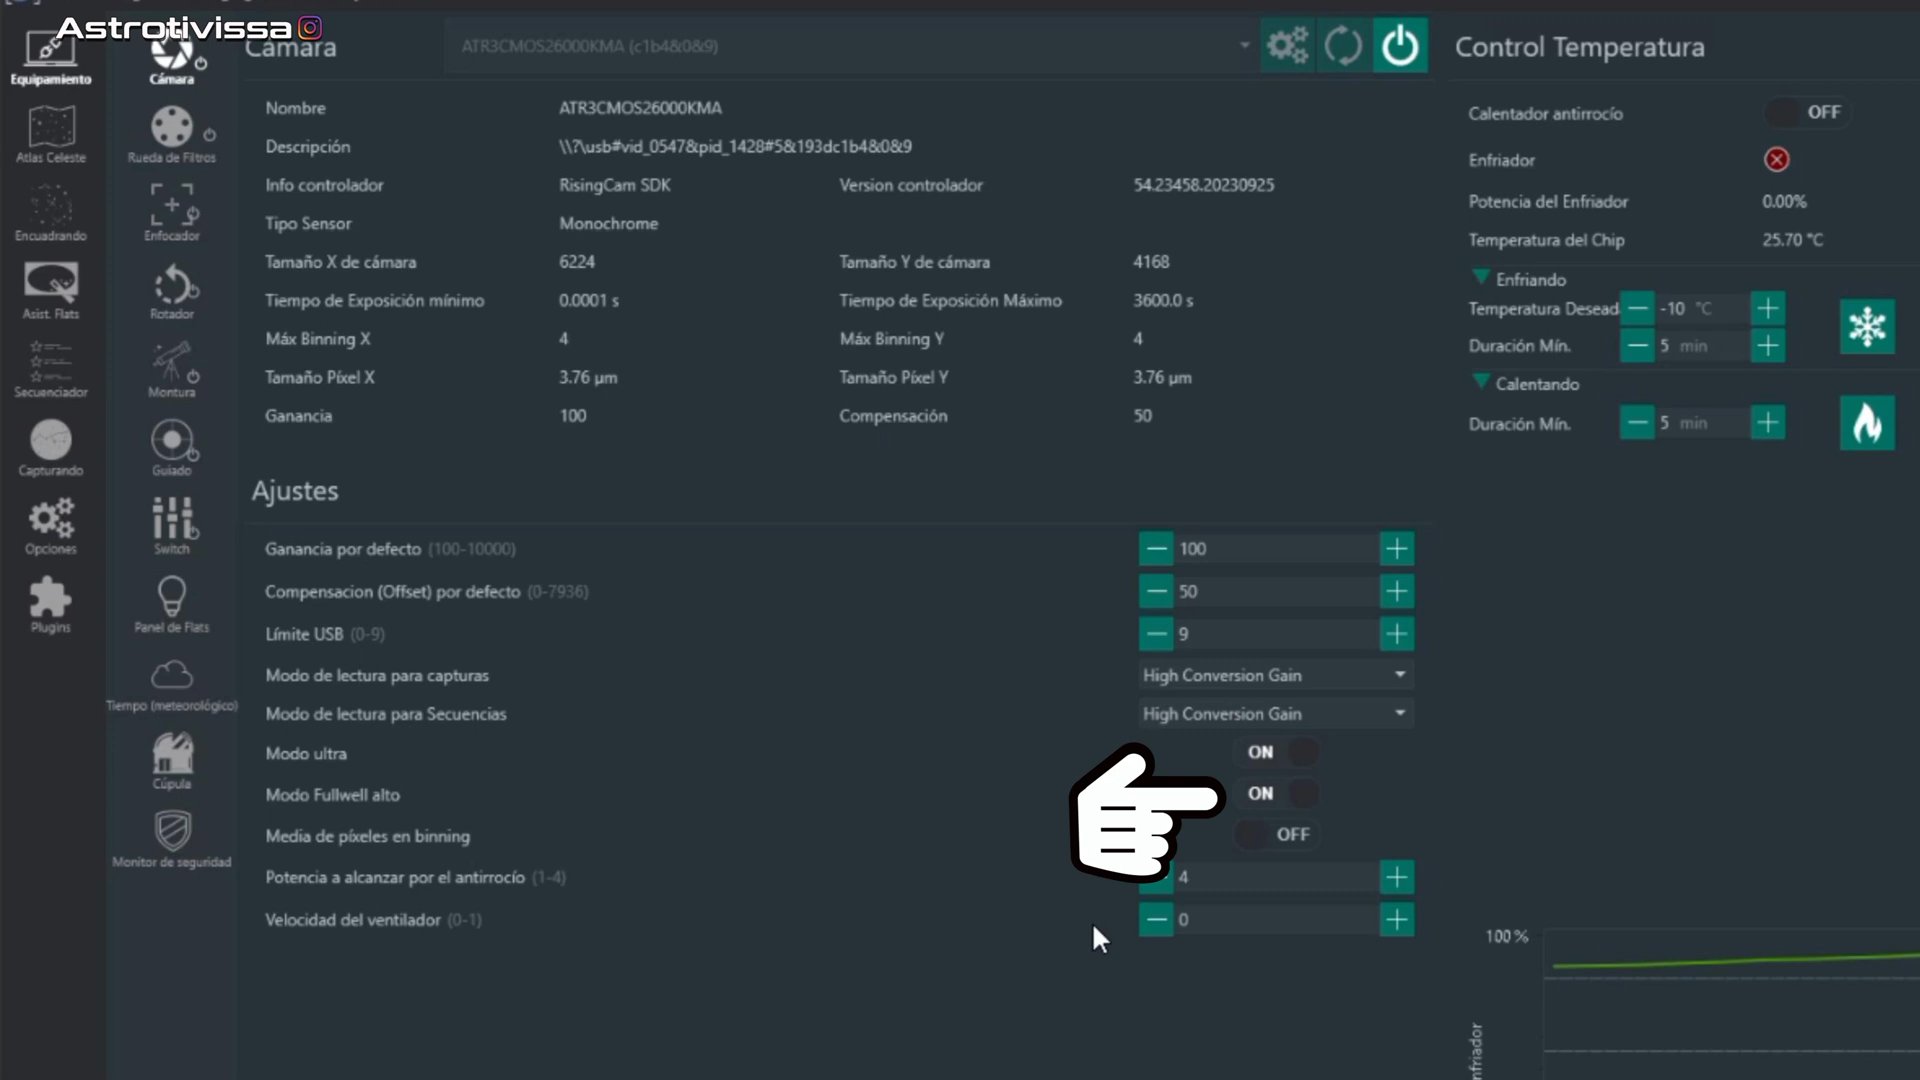 Astrotivissa
Equipamiento
Atlas Celeste
Encuadrando
Asist. Flats
Secuenciador
Capturando
Opciones
Plugins
Cámara
Rueda de Filtros
Enfocador
Rotador
Montura
Guiado
Switch
Panel de Flats
Tiempo (meteorológico)
Cúpula
Monitor de seguridad
Cámara
ATR3CMOS26000KMA (c1b4&0&9)
Nombre ATR3CMOS26000KMA
Descripción \\?\usb#vid_0547&pid_1428#5&193dc1b4&0&9
Info controlador RisingCam SDK Version controlador 54.23458.20230925
Tipo Sensor Monochrome
Tamaño X de cámara 6224 Tamaño Y de cámara 4168
Tiempo de Exposición mínimo 0.0001 s Tiempo de Exposición Máximo 3600.0 s
Máx Binning X 4 Máx Binning Y 4
Tamaño Píxel X 3.76 µm Tamaño Píxel Y 3.76 µm
Ganancia 100 Compensación 50
Ajustes
Ganancia por defecto (100-10000) 100
Compensacion (Offset) por defecto (0-7936) 50
Límite USB (0-9) 9
Modo de lectura para capturas High Conversion Gain
Modo de lectura para Secuencias High Conversion Gain
Modo ultra ON
Modo Fullwell alto ON
Media de píxeles en binning OFF
Potencia a alcanzar por el antirrocío (1-4) 4
Velocidad del ventilador (0-1) 0
Control Temperatura
Calentador antirrocío OFF
Enfriador
Potencia del Enfriador 0.00%
Temperatura del Chip 25.70 °C
Enfriando
Temperatura Desead -10 °C
Duración Mín. 5 min
Calentando
Duración Mín. 5 min
100 %
nfriador